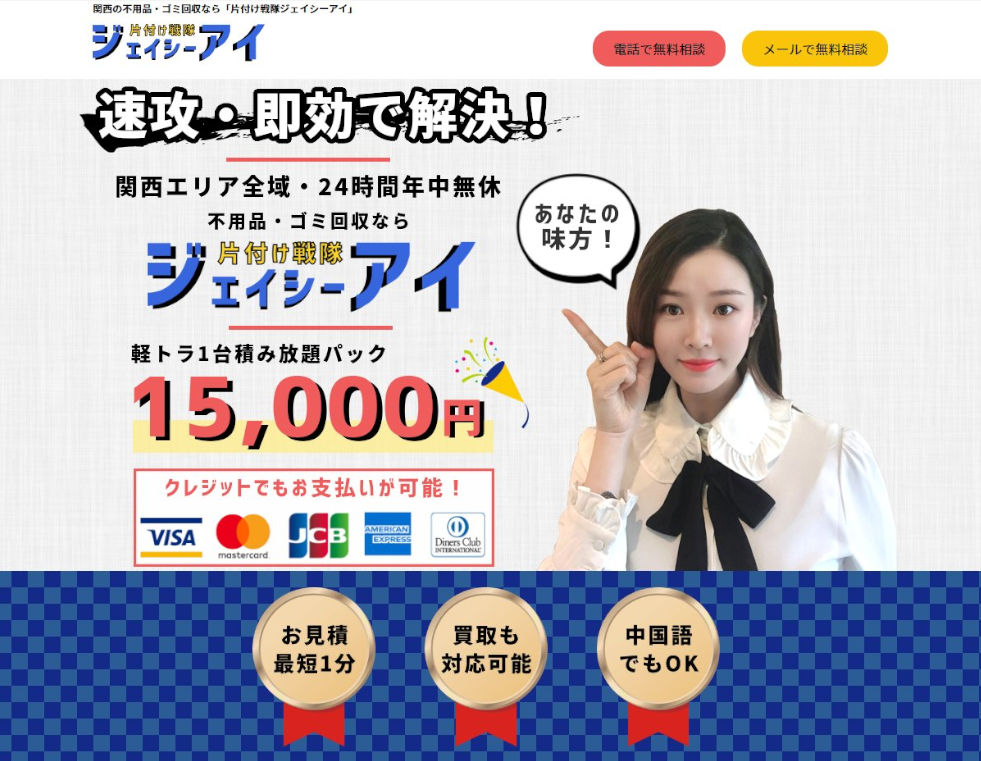 関西の不用品・ゴミ回収なら「片付け戦隊ジェイシーアイ」
片付け戦隊
ジェイシーアイ
電話で無料相談
メールで無料相談
速攻・即効で解決！
関西エリア全域・24時間年中無休
不用品・ゴミ回収なら
片付け戦隊
ジェイシーアイ
あなたの
味方！
軽トラ1台積み放題パック
15,000円
クレジットでもお支払いが可能！
VISA
mastercard
JCB
AMERICAN
EXPRESS
Diners Club
INTERNATIONAL
お見積
最短1分
買取も
対応可能
中国語
でもOK